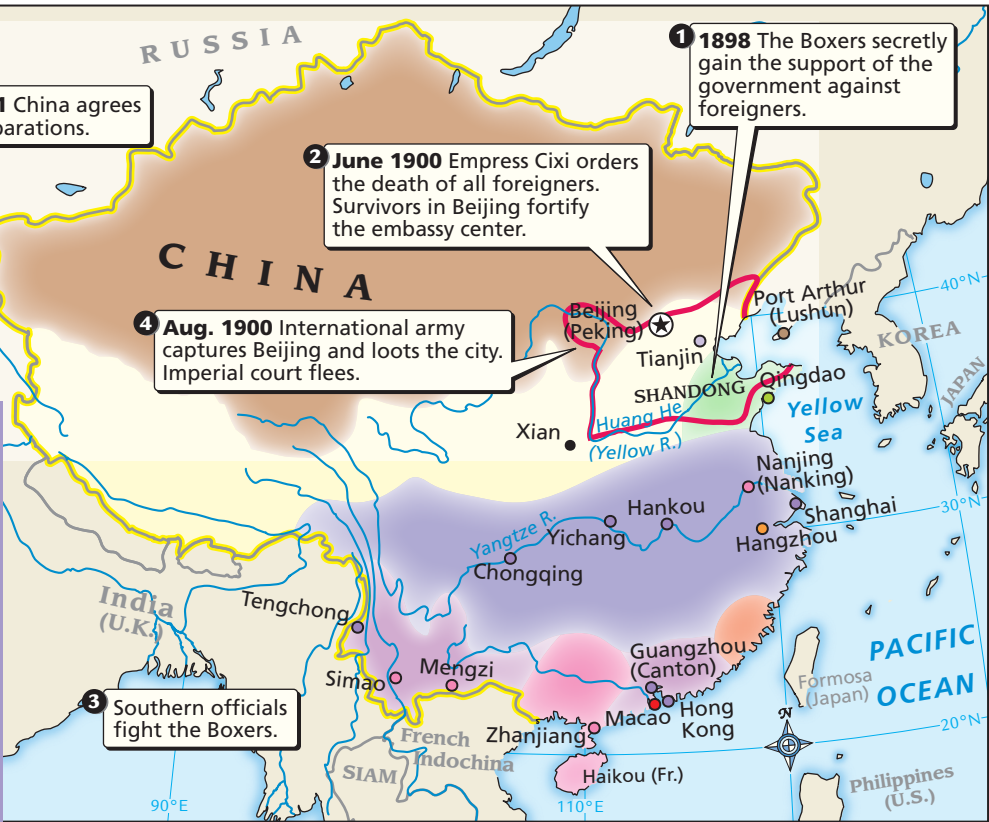 RUSSIA
1 1898 The Boxers secretly
gain the support of the
government against
foreigners.
1 China agrees
parations.
2 June 1900 Empress Cixi orders
the death of all foreigners.
Survivors in Beijing fortify
the embassy center.
CHINA
4 Aug. 1900 International army
captures Beijing and loots the city.
Imperial court flees.
Beijing
(Peking)
Port Arthur
(Lushun)
40°N
KOREA
JAPAN
Tianjin
SHANDONG
Qingdao
Yellow
Sea
Huang He
(Yellow R.)
Xian
Nanjing
(Nanking)
30°N
Shanghai
Hankou
Yangtze R.
Yichang
Hangzhou
Chongqing
India
(U.K.)
Tengchong
PACIFIC
OCEAN
Guangzhou
(Canton)
Formosa
(Japan)
Simao
Mengzi
3 Southern officials
fight the Boxers.
Macao
Hong
Kong
N
20°N
Zhanjiang
French
Indochina
SIAM
Haikou (Fr.)
Philippines
(U.S.)
90°E
110°E